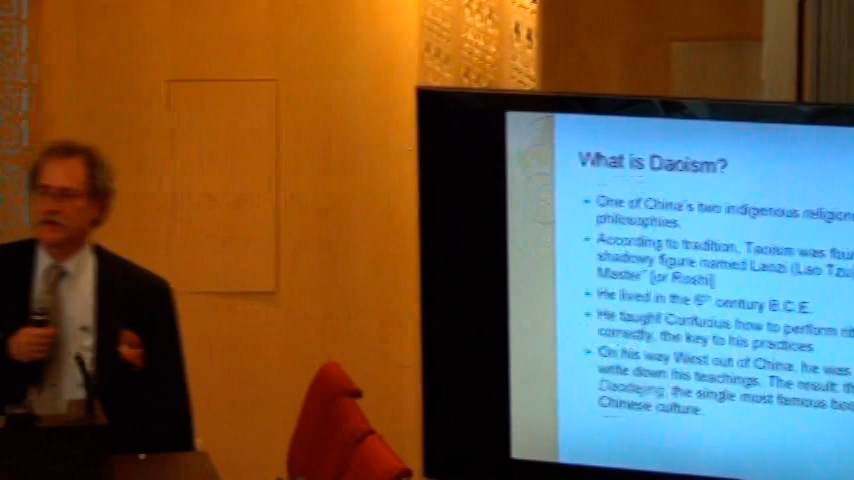 What is Daoism?
- One of China's two indigenous religion
philosophies.
- According to tradition, Taoism was fou
shadowy figure named Laozi (Lao Tzu)
Master" [or Roshi]
- He lived in the 6th century B.C.E.
- He taught Confucius how to perform rit
correctly, the key to his practices
- On his way West out of China, he was
write down his teachings. The result: th
Daodejing, the single most famous boo
Chinese culture.